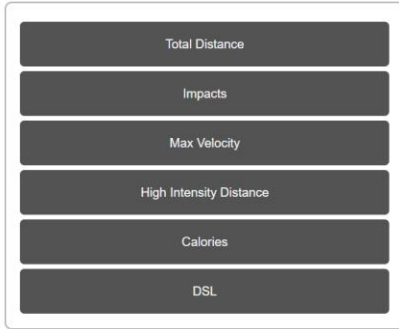 Total Distance
Impacts
Max Velocity
High Intensity Distance
Calories
DSL